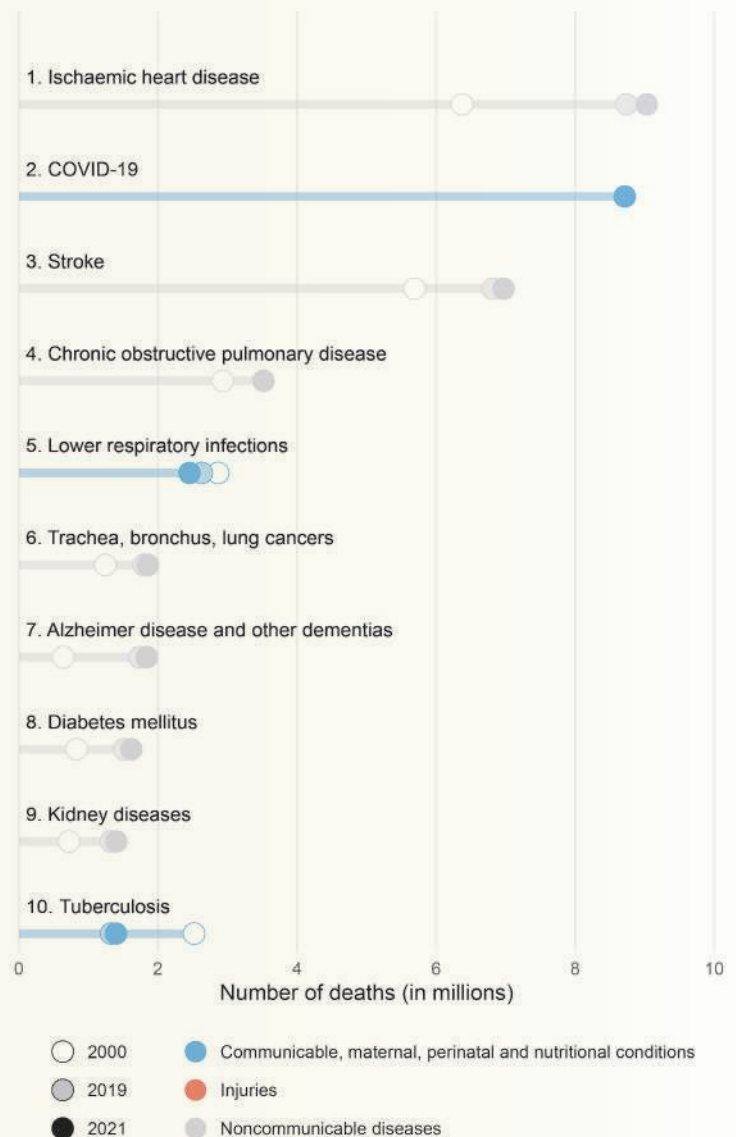 1. Ischaemic heart disease
2. COVID-19
3. Stroke
4. Chronic obstructive pulmonary disease
5. Lower respiratory infections
6. Trachea, bronchus, lung cancers
7. Alzheimer disease and other dementias
8. Diabetes mellitus
9. Kidney diseases
10. Tuberculosis
0 2 4 6 8 10
Number of deaths (in millions)
2000 Communicable, maternal, perinatal and nutritional conditions
2019 Injuries
2021 Noncommunicable diseases